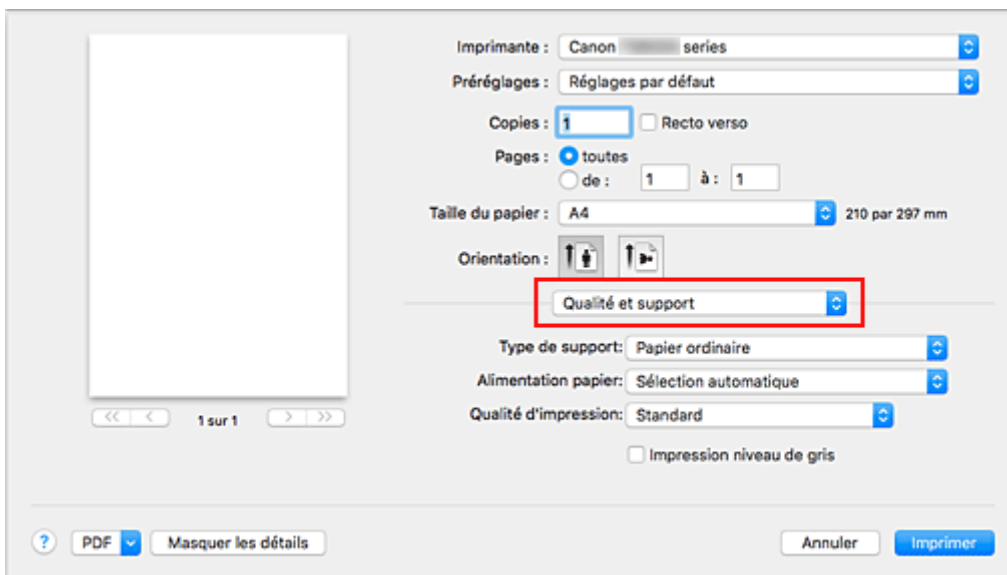 Imprimante : Canon series
Préréglages : Réglages par défaut
Copies : 1 Recto verso
Pages : toutes
de : 1 à : 1
Taille du papier : A4 210 par 297 mm
Orientation :
Qualité et support
Type de support: Papier ordinaire
Alimentation papier: Sélection automatique
Qualité d'impression: Standard
Impression niveau de gris
<< < 1 sur 1 > >>
? PDF Masquer les détails Annuler Imprimer